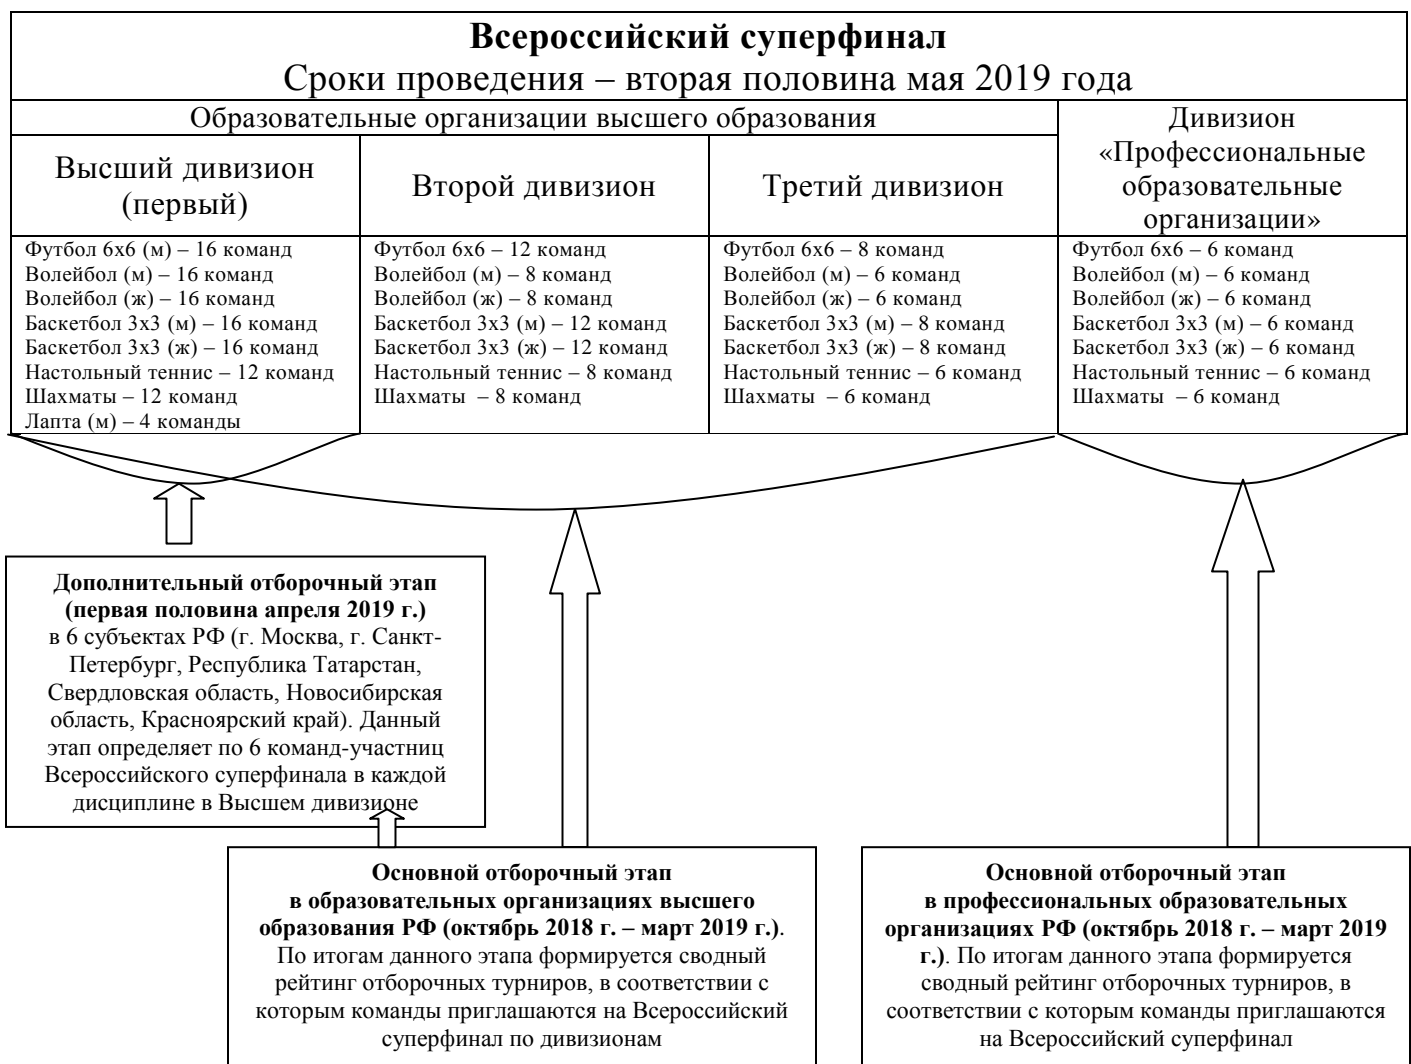 Всероссийский суперфинал
Сроки проведения – вторая половина мая 2019 года
Образовательные организации высшего образования
Дивизион
«Профессиональные
образовательные
организации»
Высший дивизион
(первый)
Второй дивизион
Третий дивизион
Футбол 6х6 (м) – 16 команд
Волейбол (м) – 16 команд
Волейбол (ж) – 16 команд
Баскетбол 3х3 (м) – 16 команд
Баскетбол 3х3 (ж) – 16 команд
Настольный теннис – 12 команд
Шахматы – 12 команд
Лапта (м) – 4 команды
Футбол 6х6 – 12 команд
Волейбол (м) – 8 команд
Волейбол (ж) – 8 команд
Баскетбол 3х3 (м) – 12 команд
Баскетбол 3х3 (ж) – 12 команд
Настольный теннис – 8 команд
Шахматы – 8 команд
Футбол 6х6 – 8 команд
Волейбол (м) – 6 команд
Волейбол (ж) – 6 команд
Баскетбол 3х3 (м) – 8 команд
Баскетбол 3х3 (ж) – 8 команд
Настольный теннис – 6 команд
Шахматы – 6 команд
Футбол 6х6 – 6 команд
Волейбол (м) – 6 команд
Волейбол (ж) – 6 команд
Баскетбол 3х3 (м) – 6 команд
Баскетбол 3х3 (ж) – 6 команд
Настольный теннис – 6 команд
Шахматы – 6 команд
Дополнительный отборочный этап
(первая половина апреля 2019 г.)
в 6 субъектах РФ (г. Москва, г. Санкт-
Петербург, Республика Татарстан,
Свердловская область, Новосибирская
область, Красноярский край). Данный
этап определяет по 6 команд-участниц
Всероссийского суперфинала в каждой
дисциплине в Высшем дивизионе
Основной отборочный этап
в образовательных организациях высшего
образования РФ (октябрь 2018 г. – март 2019 г.).
По итогам данного этапа формируется сводный
рейтинг отборочных турниров, в соответствии с
которым команды приглашаются на Всероссийский
суперфинал по дивизионам
Основной отборочный этап
в профессиональных образовательных
организациях РФ (октябрь 2018 г. – март 2019
г.). По итогам данного этапа формируется
сводный рейтинг отборочных турниров, в
соответствии с которым команды приглашаются
на Всероссийский суперфинал